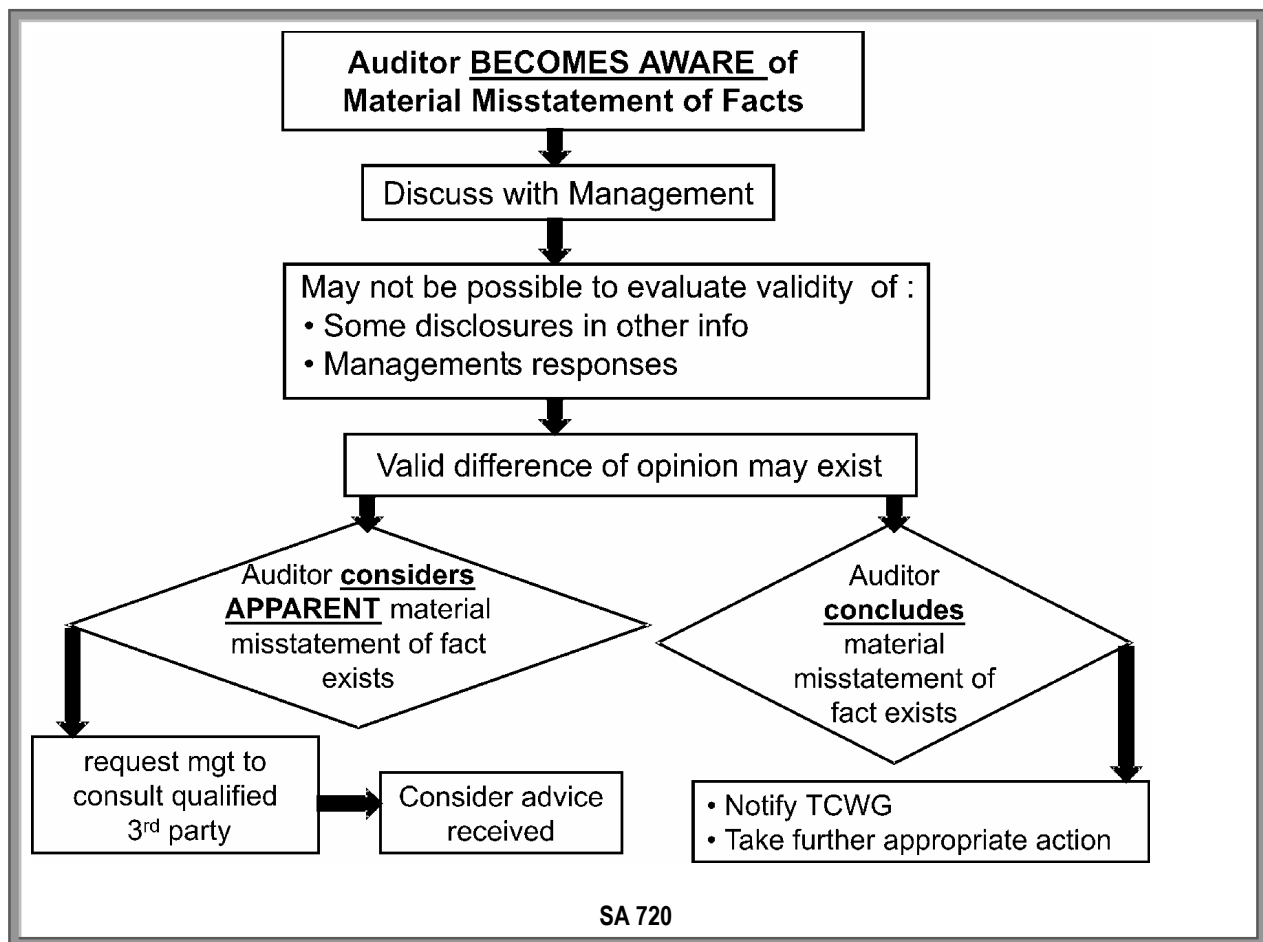 Auditor BECOMES AWARE of
Material Misstatement of Facts
Discuss with Management
May not be possible to evaluate validity of :
• Some disclosures in other info
• Managements responses
Valid difference of opinion may exist
Auditor considers
APPARENT material
misstatement of fact
exists
Auditor
concludes
material
misstatement of
fact exists
request mgt to
consult qualified
3rd party
Consider advice
received
• Notify TCWG
• Take further appropriate action
SA 720